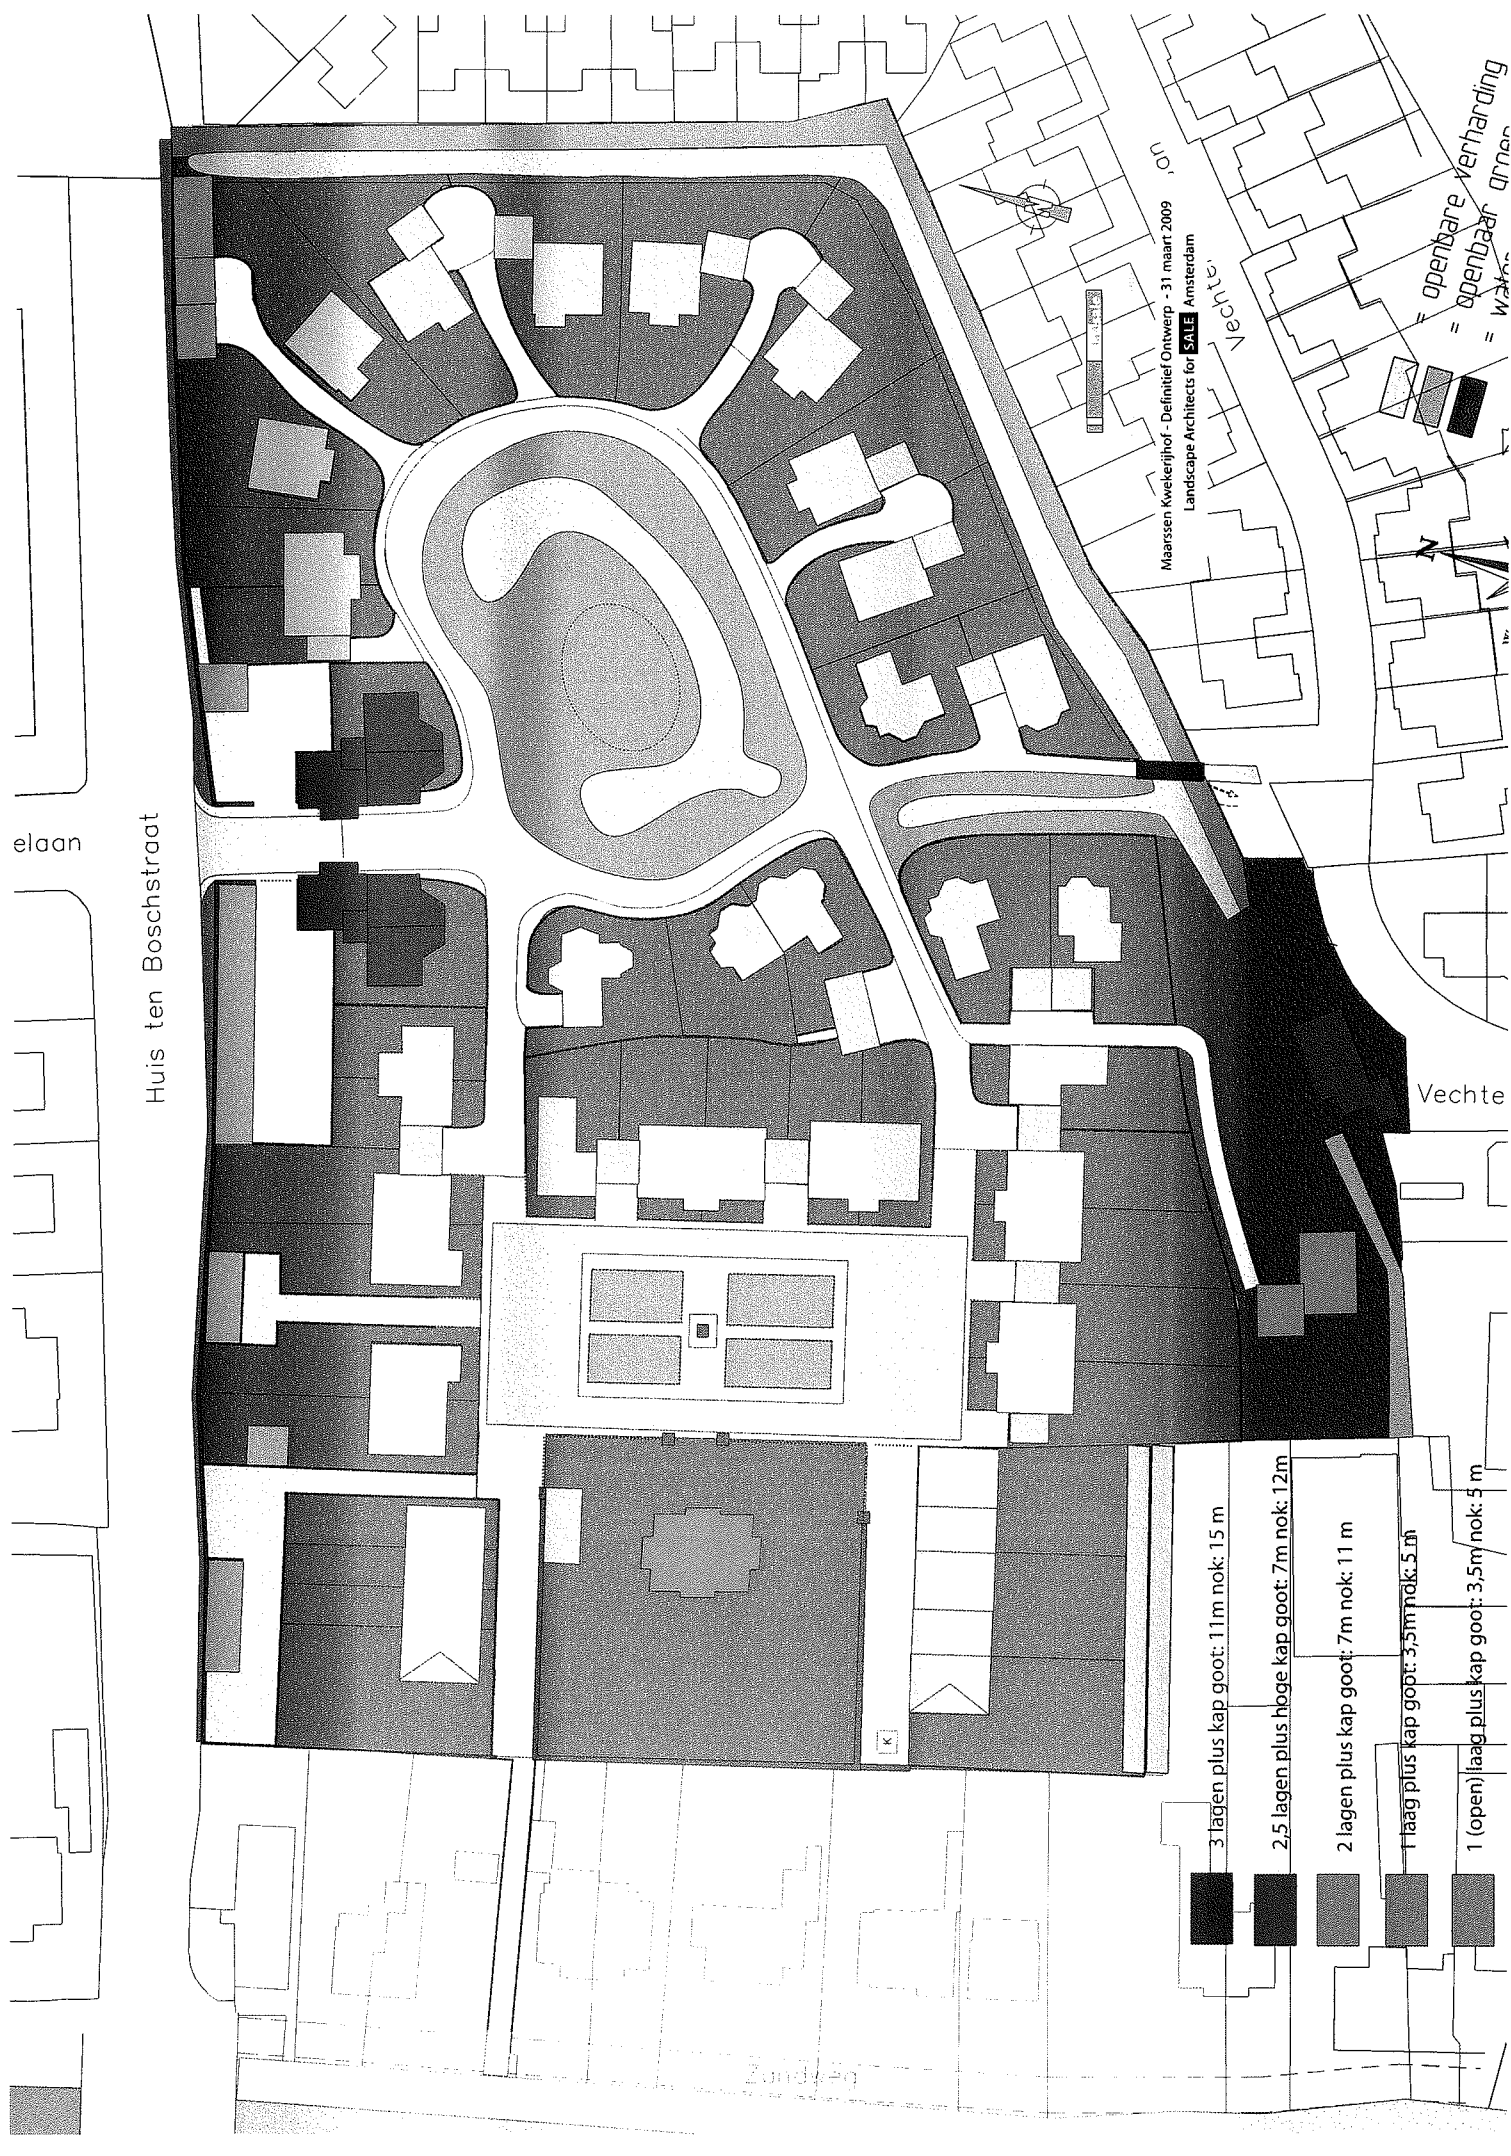 elaan
Huis ten Boschstraat
Maarssen Kwekerijhof - Definitief Ontwerp - 31 maart 2009
Landscape Architects for SALE Amsterdam
= openbare verharding
= openbaar groen
= water
N
Vechte
K
Zandweg
3 lagen plus kap goot: 11m nok: 15 m
2,5 lagen plus hoge kap goot: 7m nok: 12m
2 lagen plus kap goot: 7m nok: 11 m
1 laag plus kap goot: 3,5m nok: 5 m
1 (open) laag plus kap goot: 3,5m nok: 5 m